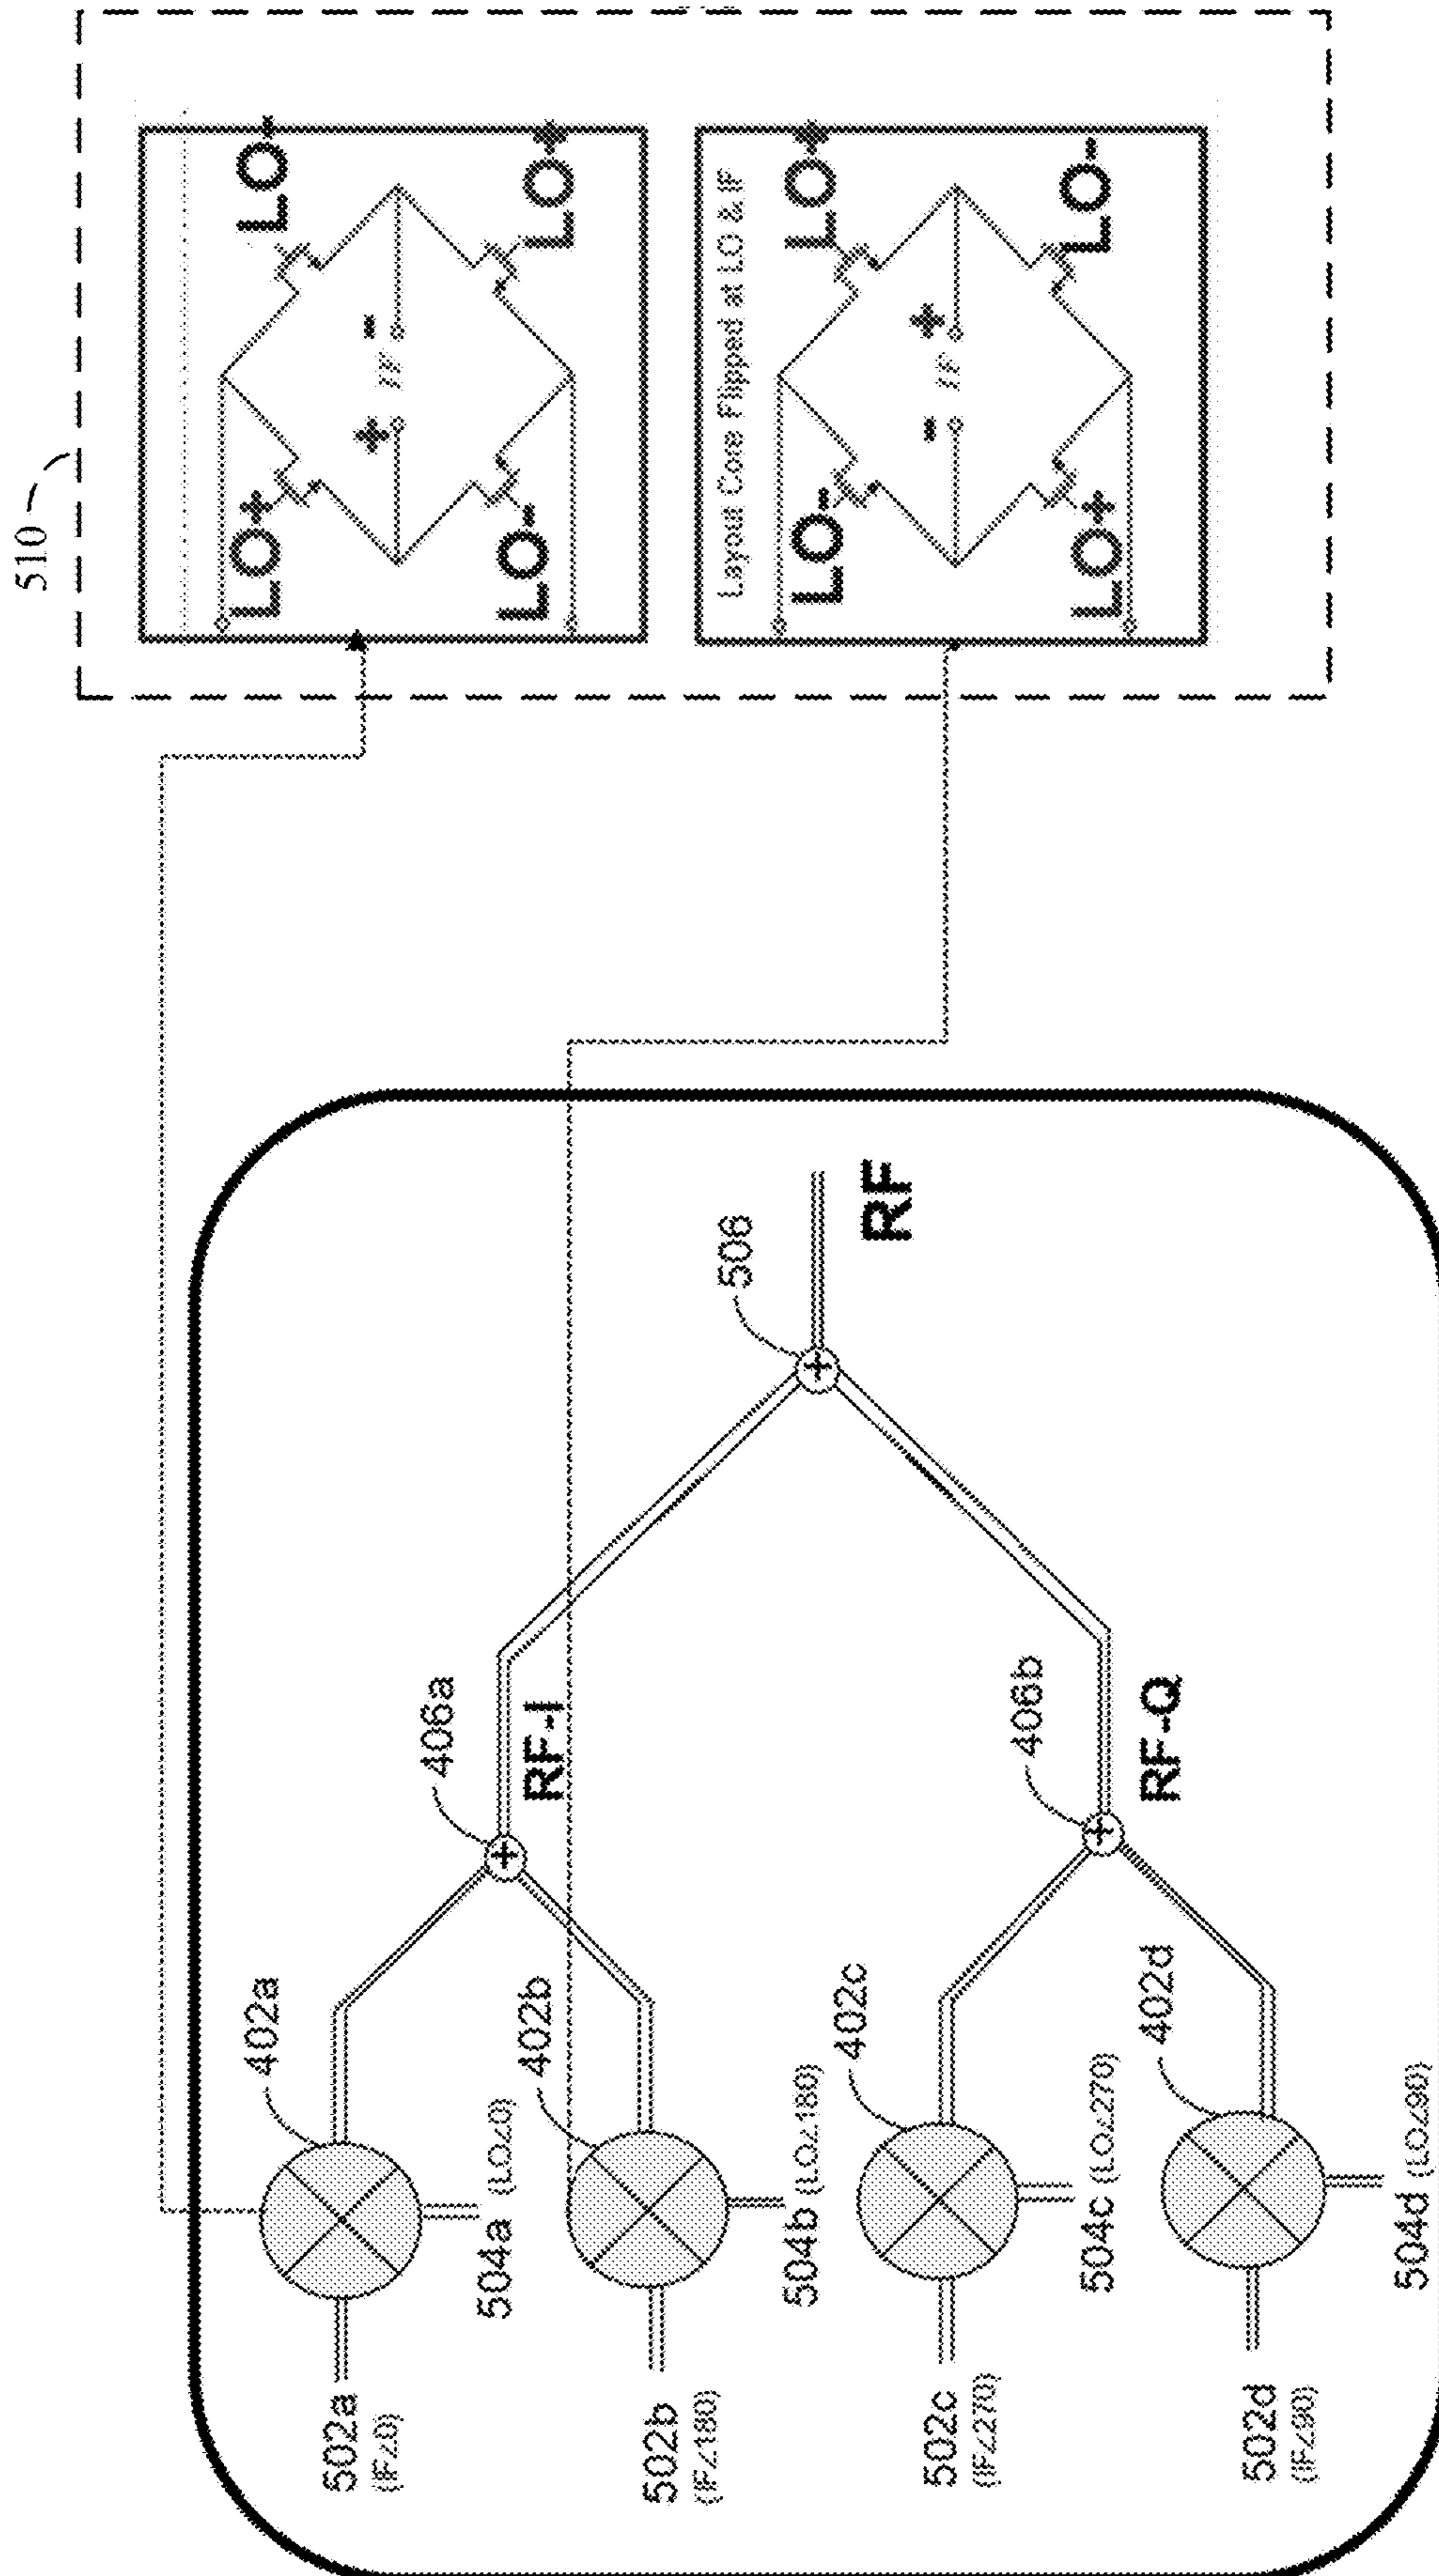 510
LO+
LO-
+ IF -
LO-
LO+
Layout Core Flipped at LO & IF
LO-
LO+
- IF +
LO+
LO-
402a
502a
(IF∠0)
504a (LO∠0)
406a
RF-I
402b
502b
(IF∠180)
504b (LO∠180)
506
RF
402c
502c
(IF∠270)
504c (LO∠270)
406b
RF-Q
402d
502d
(IF∠90)
504d (LO∠90)